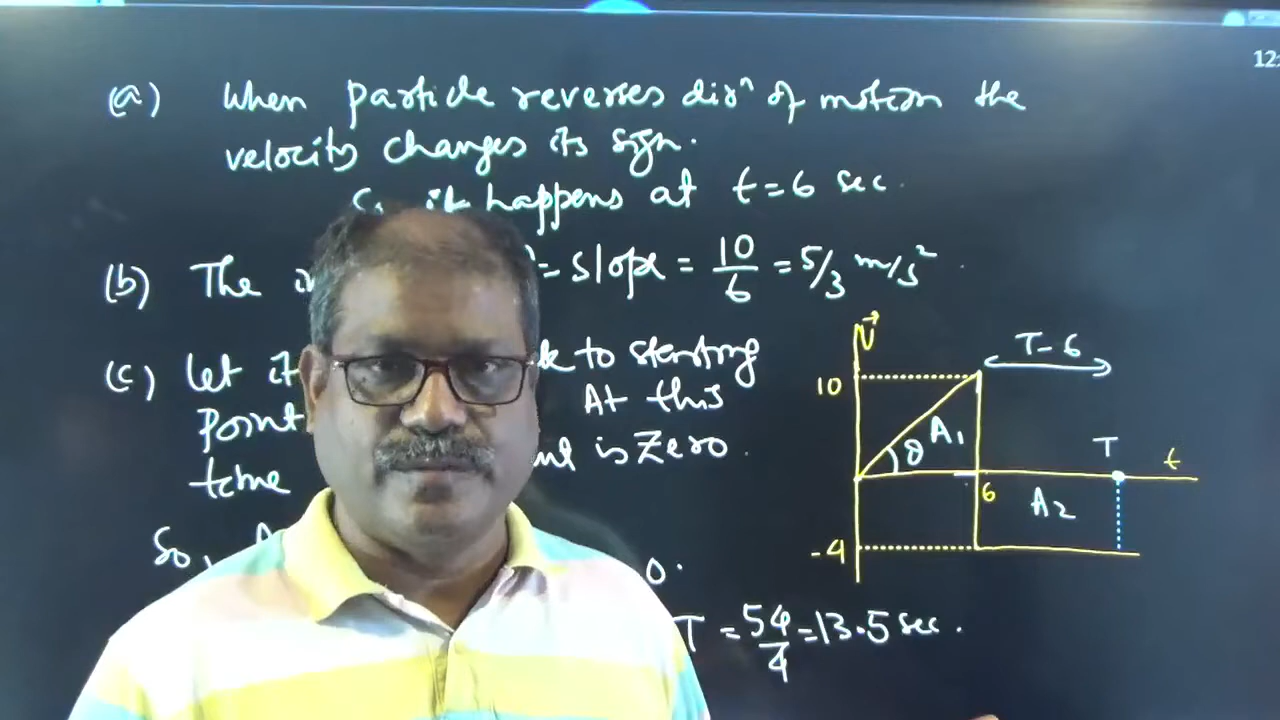 12:
(a) When particle reverses dirⁿ of motion the
velocity changes its sign.
it happens at t = 6 sec.
(b) The = slope = 10/6 = 5/3 m/s²
(c) Let to starting
point At this
time is zero.
So, 0.
T = 54/4 = 13.5 sec.
V⃗
T-6
10
A₁
θ
T
t
6
A₂
-4